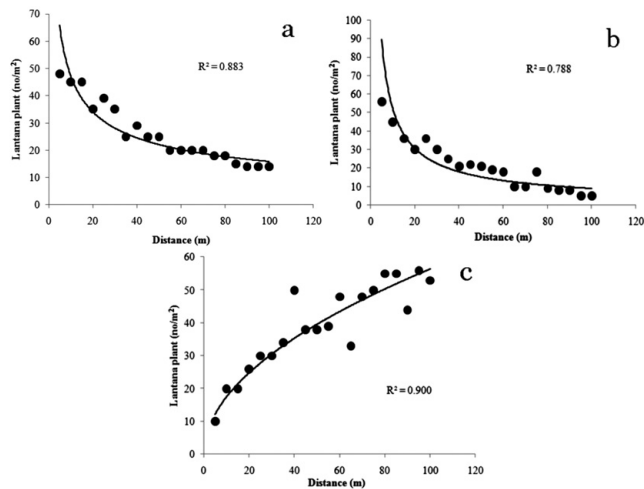 a
R² = 0.883
Lantana plant (no/m²)
70
60
50
40
30
20
10
0
0 20 40 60 80 100 120
Distance (m)
b
R² = 0.788
Lantana plant (no/m²)
100
90
80
70
60
50
40
30
20
10
0
0 20 40 60 80 100 120
Distance (m)
c
R² = 0.900
Lantana plant (no/m²)
60
50
40
30
20
10
0
0 20 40 60 80 100 120
Distance (m)